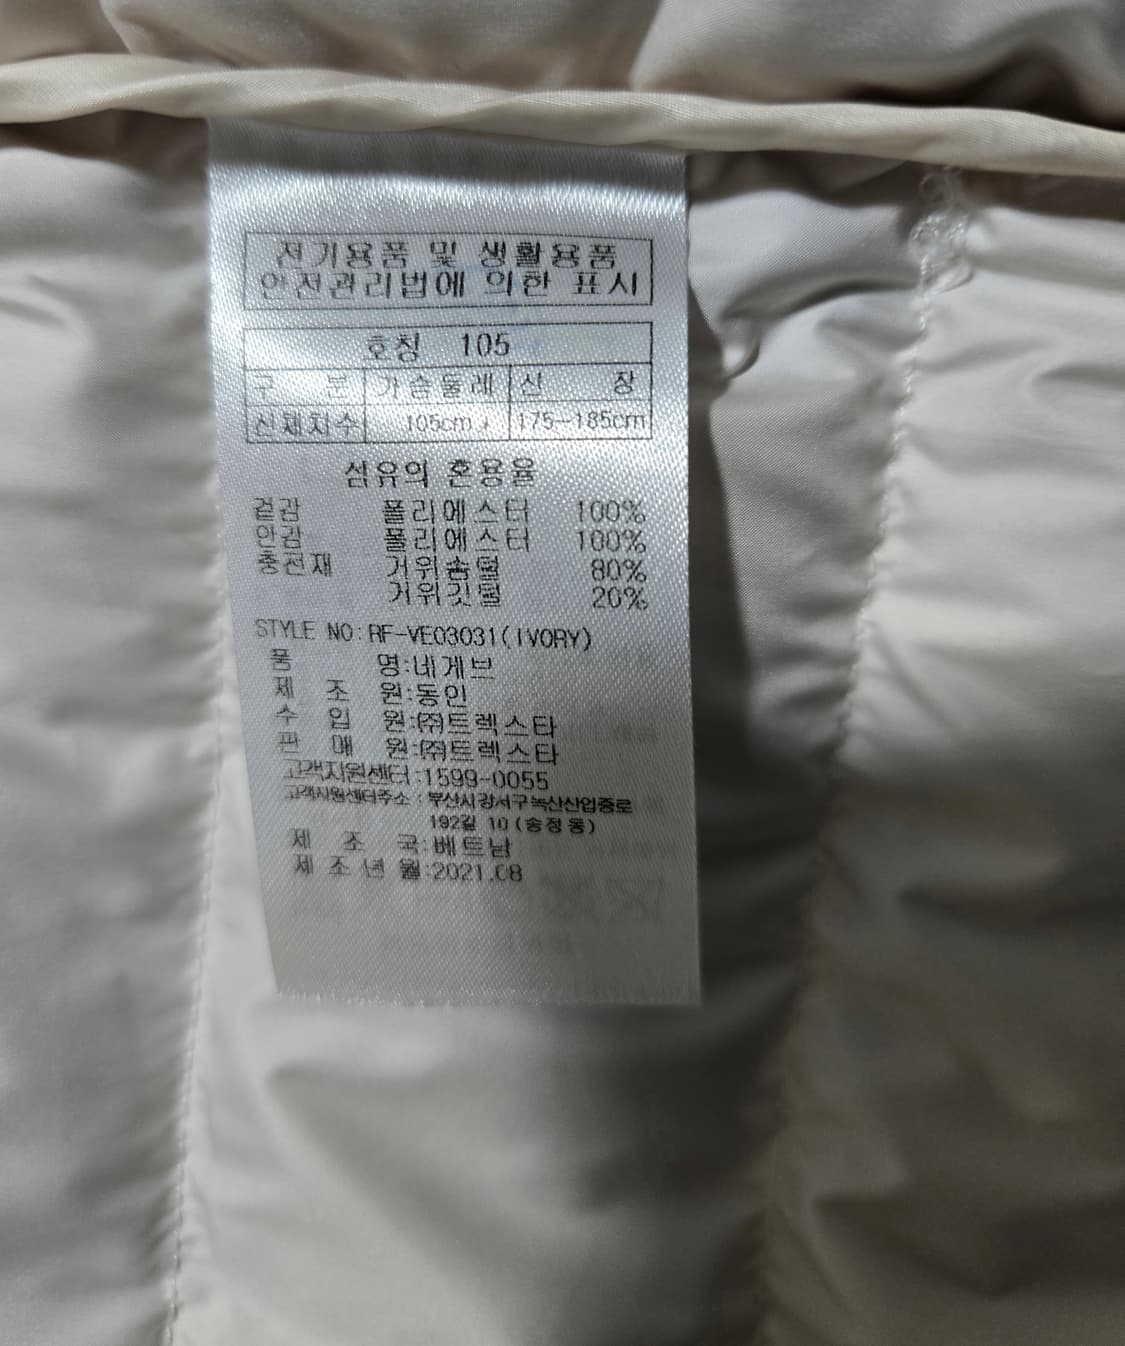 전기용품 및 생활용품
안전관리법에 의한 표시
호칭 105
구 분 가슴둘레 신 장
신체치수 105cm 175~185cm
섬유의 혼용율
겉감 폴리에스터 100%
안감 폴리에스터 100%
충전재 거위솜털 80%
거위깃털 20%
STYLE NO:RF-VE03031(IVORY)
품 명:네게브
제 조 원:동인
수 입 원:㈜트렉스타
판 매 원:㈜트렉스타
고객지원센터:1599-0055
고객지원센터주소 : 부산시강서구녹산산업중로
192길 10(송정동)
제 조 국:베트남
제 조 년 월:2021.08